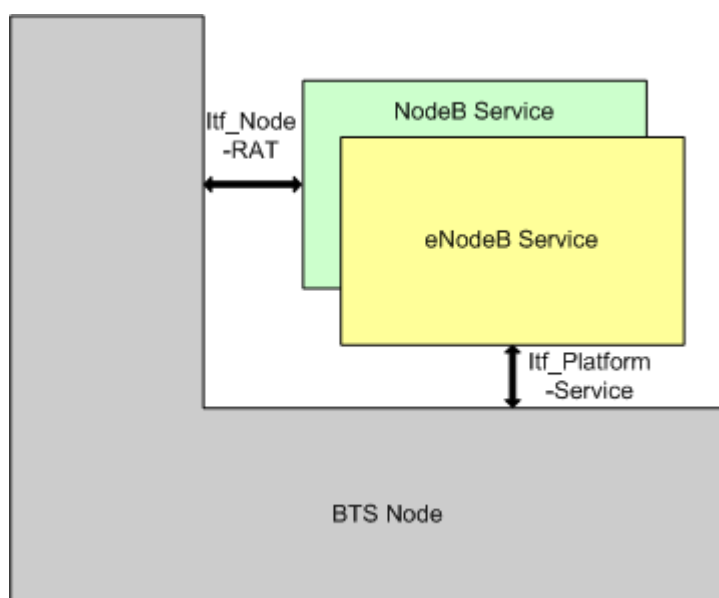 NodeB Service
Itf_Node
-RAT
eNodeB Service
Itf_Platform
-Service
BTS Node